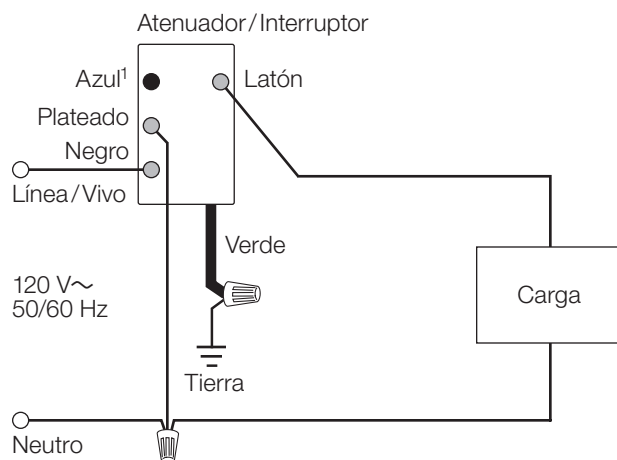 Atenuador/Interruptor
Azul¹
Latón
Plateado
Negro
Línea/Vivo
Verde
120 V~
50/60 Hz
Carga
Tierra
Neutro